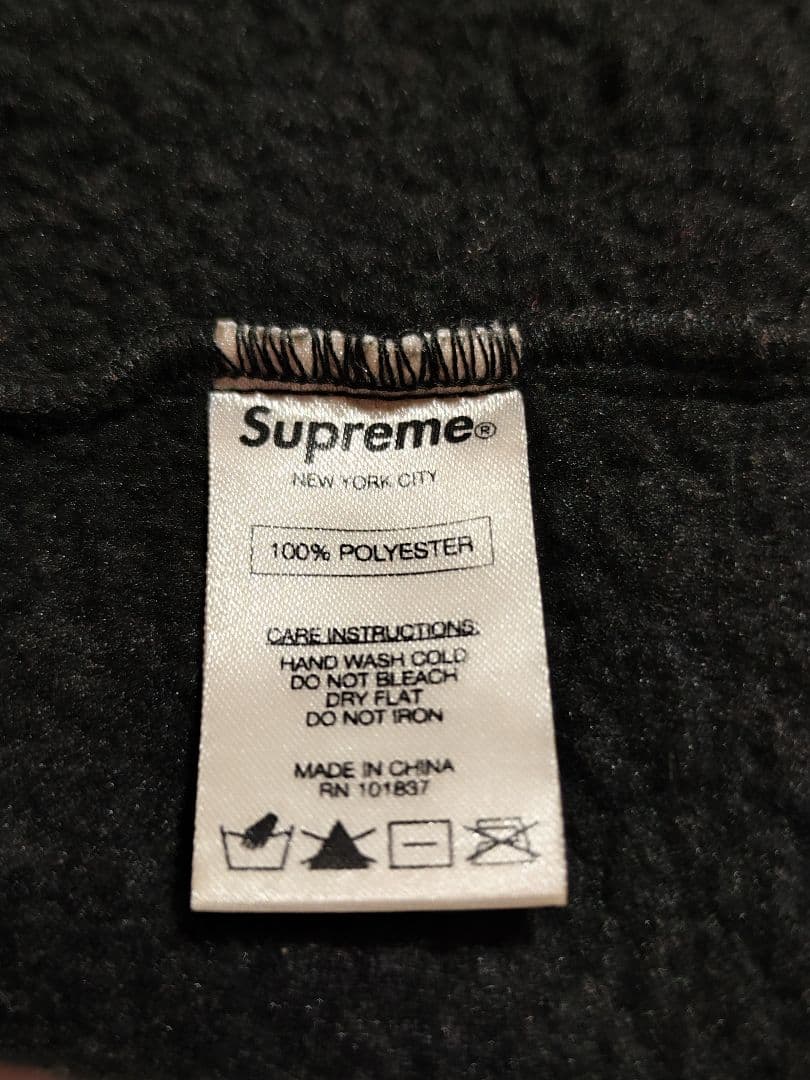 Supreme®
NEW YORK CITY
100% POLYESTER
CARE INSTRUCTIONS:
HAND WASH COLD
DO NOT BLEACH
DRY FLAT
DO NOT IRON
MADE IN CHINA
RN 101837